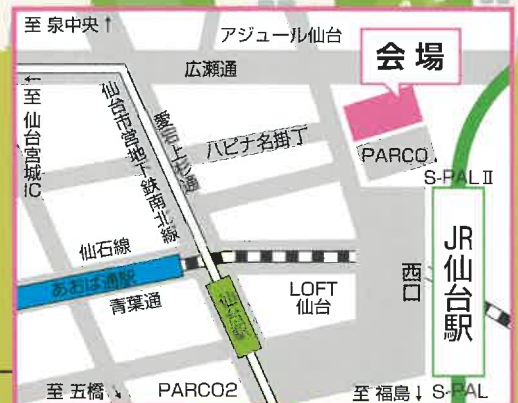 至 泉中央↑
アジュール仙台
広瀬通
会場
← 至 仙台宮城IC
仙台市営地下鉄南北線
愛宕上杉通
ハピナ名掛丁
PARCO
S-PAL II
仙石線
あおば通駅
青葉通
仙台駅
LOFT
仙台
西口
JR仙台駅
至 五橋↘
PARCO2
至 福島↓
S-PAL